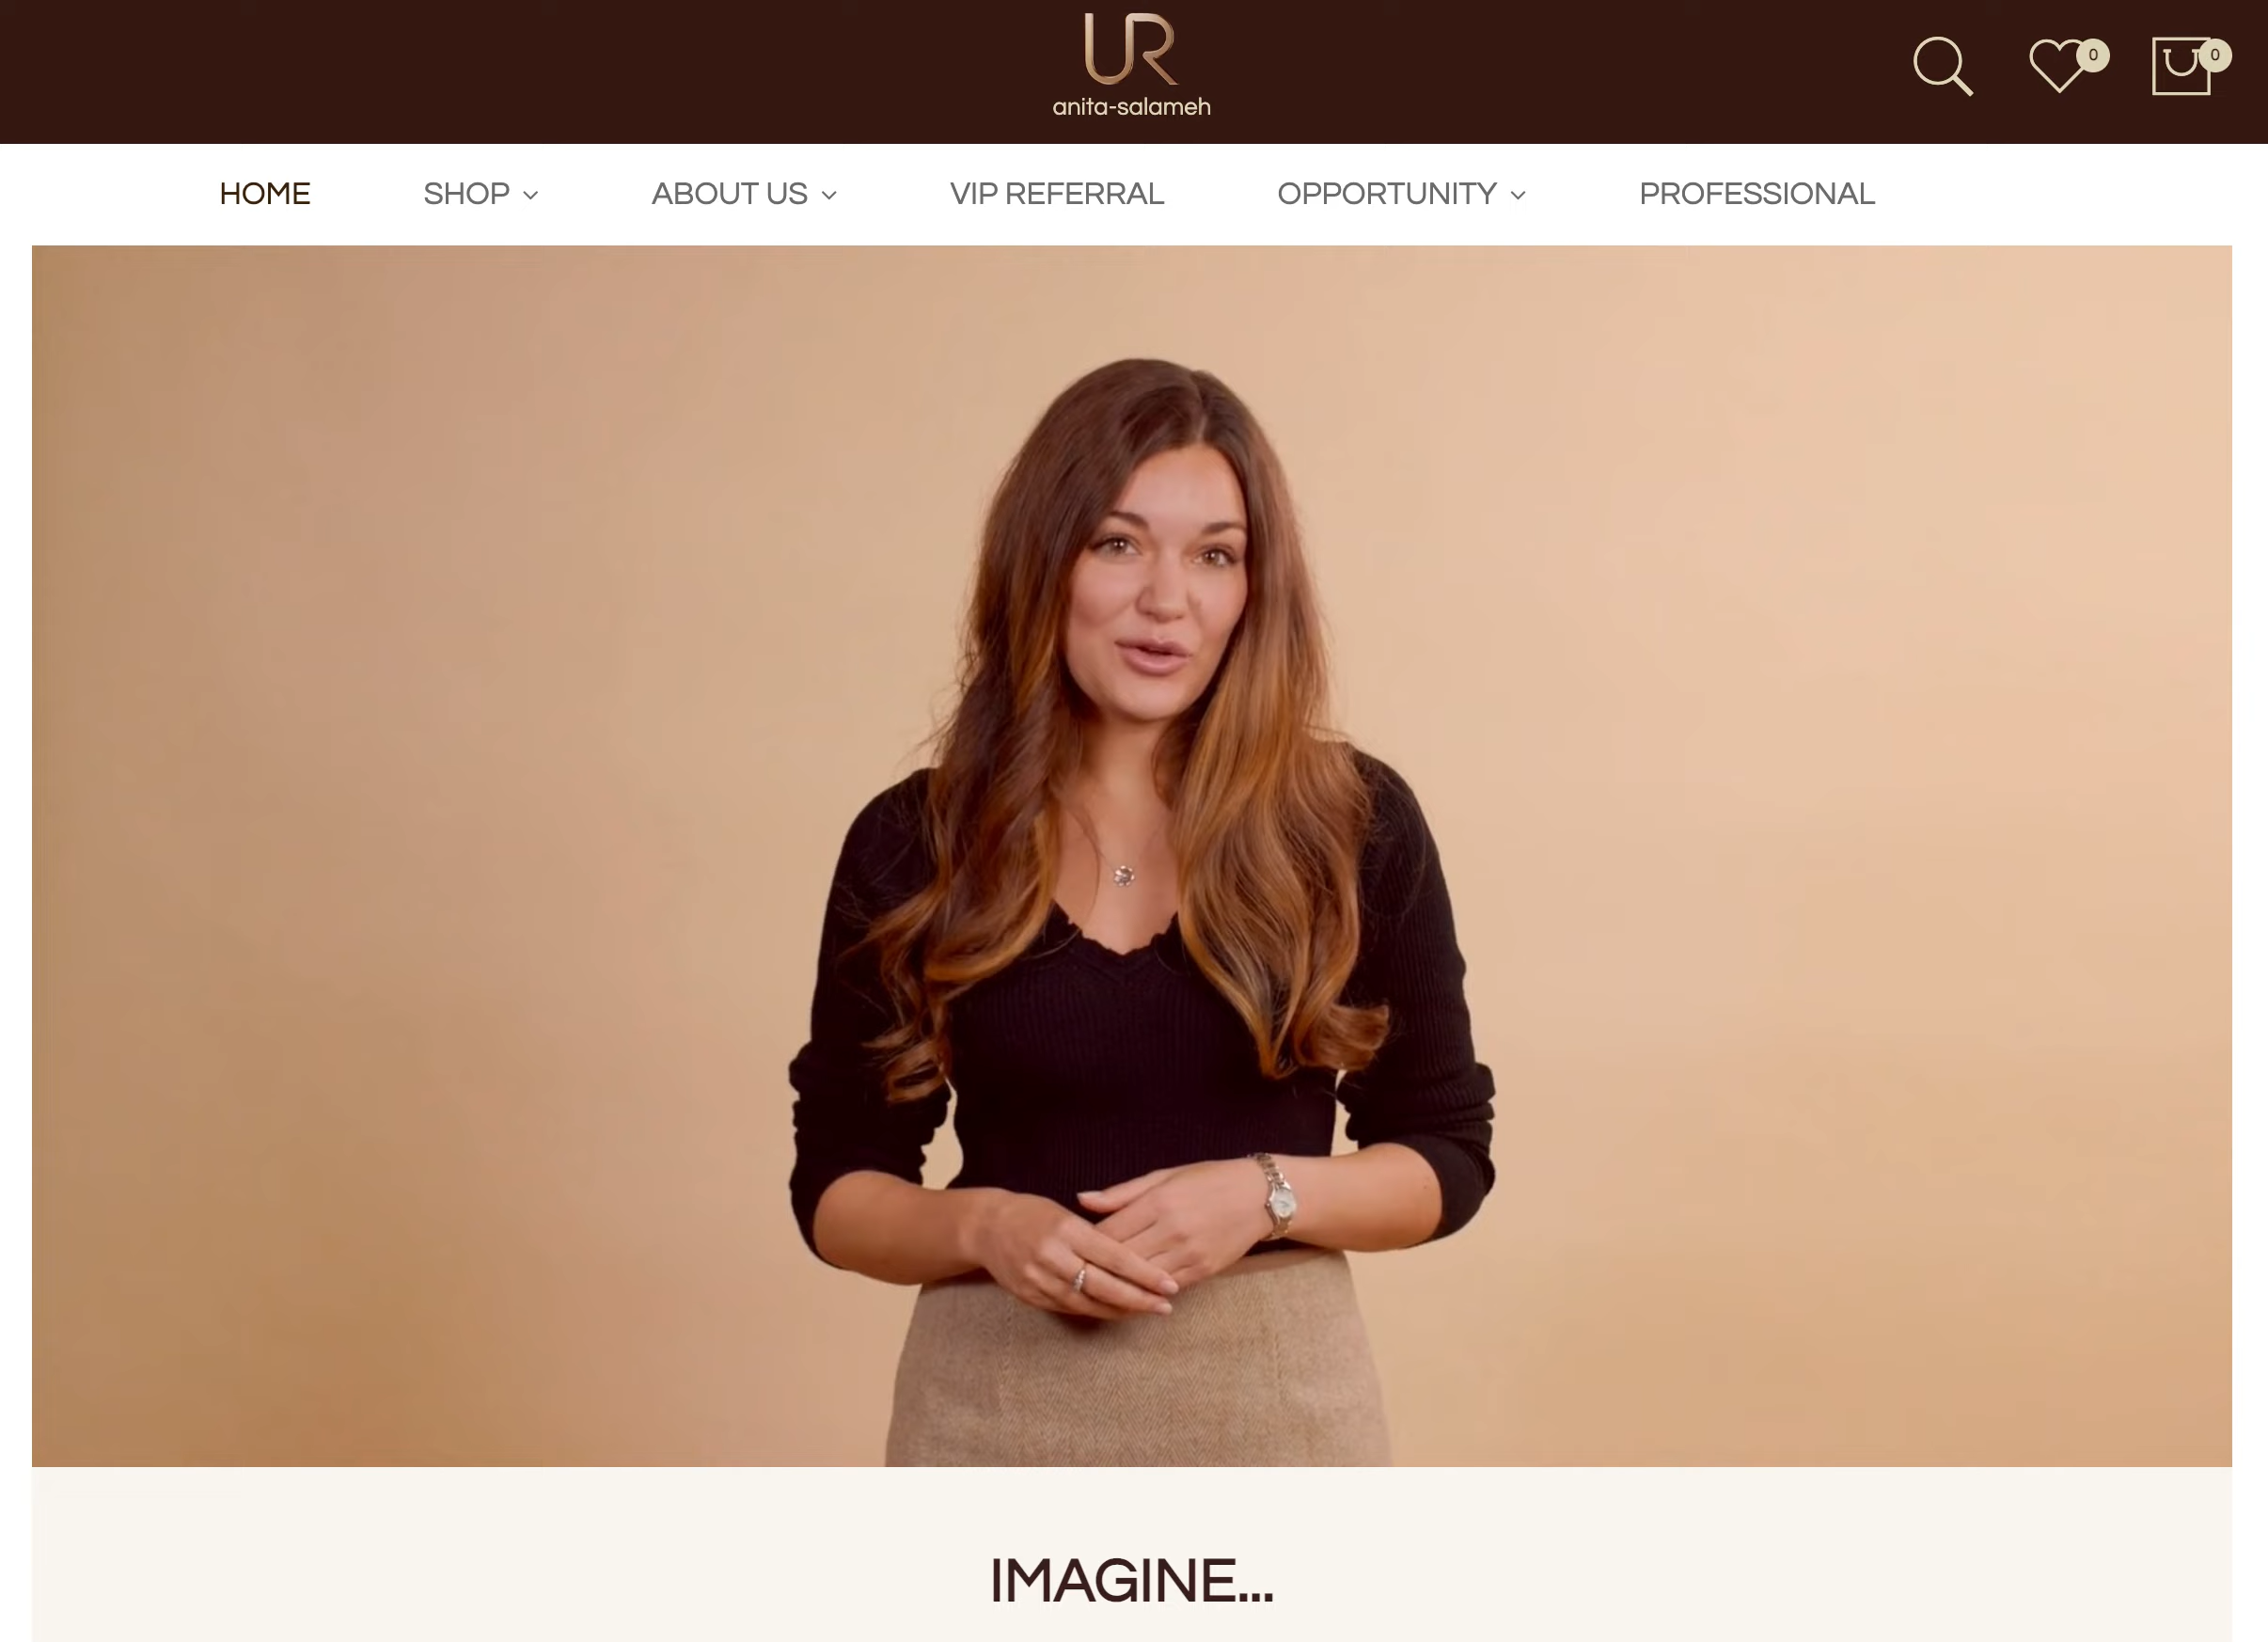 UR
anita-salameh
0
0
HOME
SHOP
ABOUT US
VIP REFERRAL
OPPORTUNITY
PROFESSIONAL
IMAGINE...